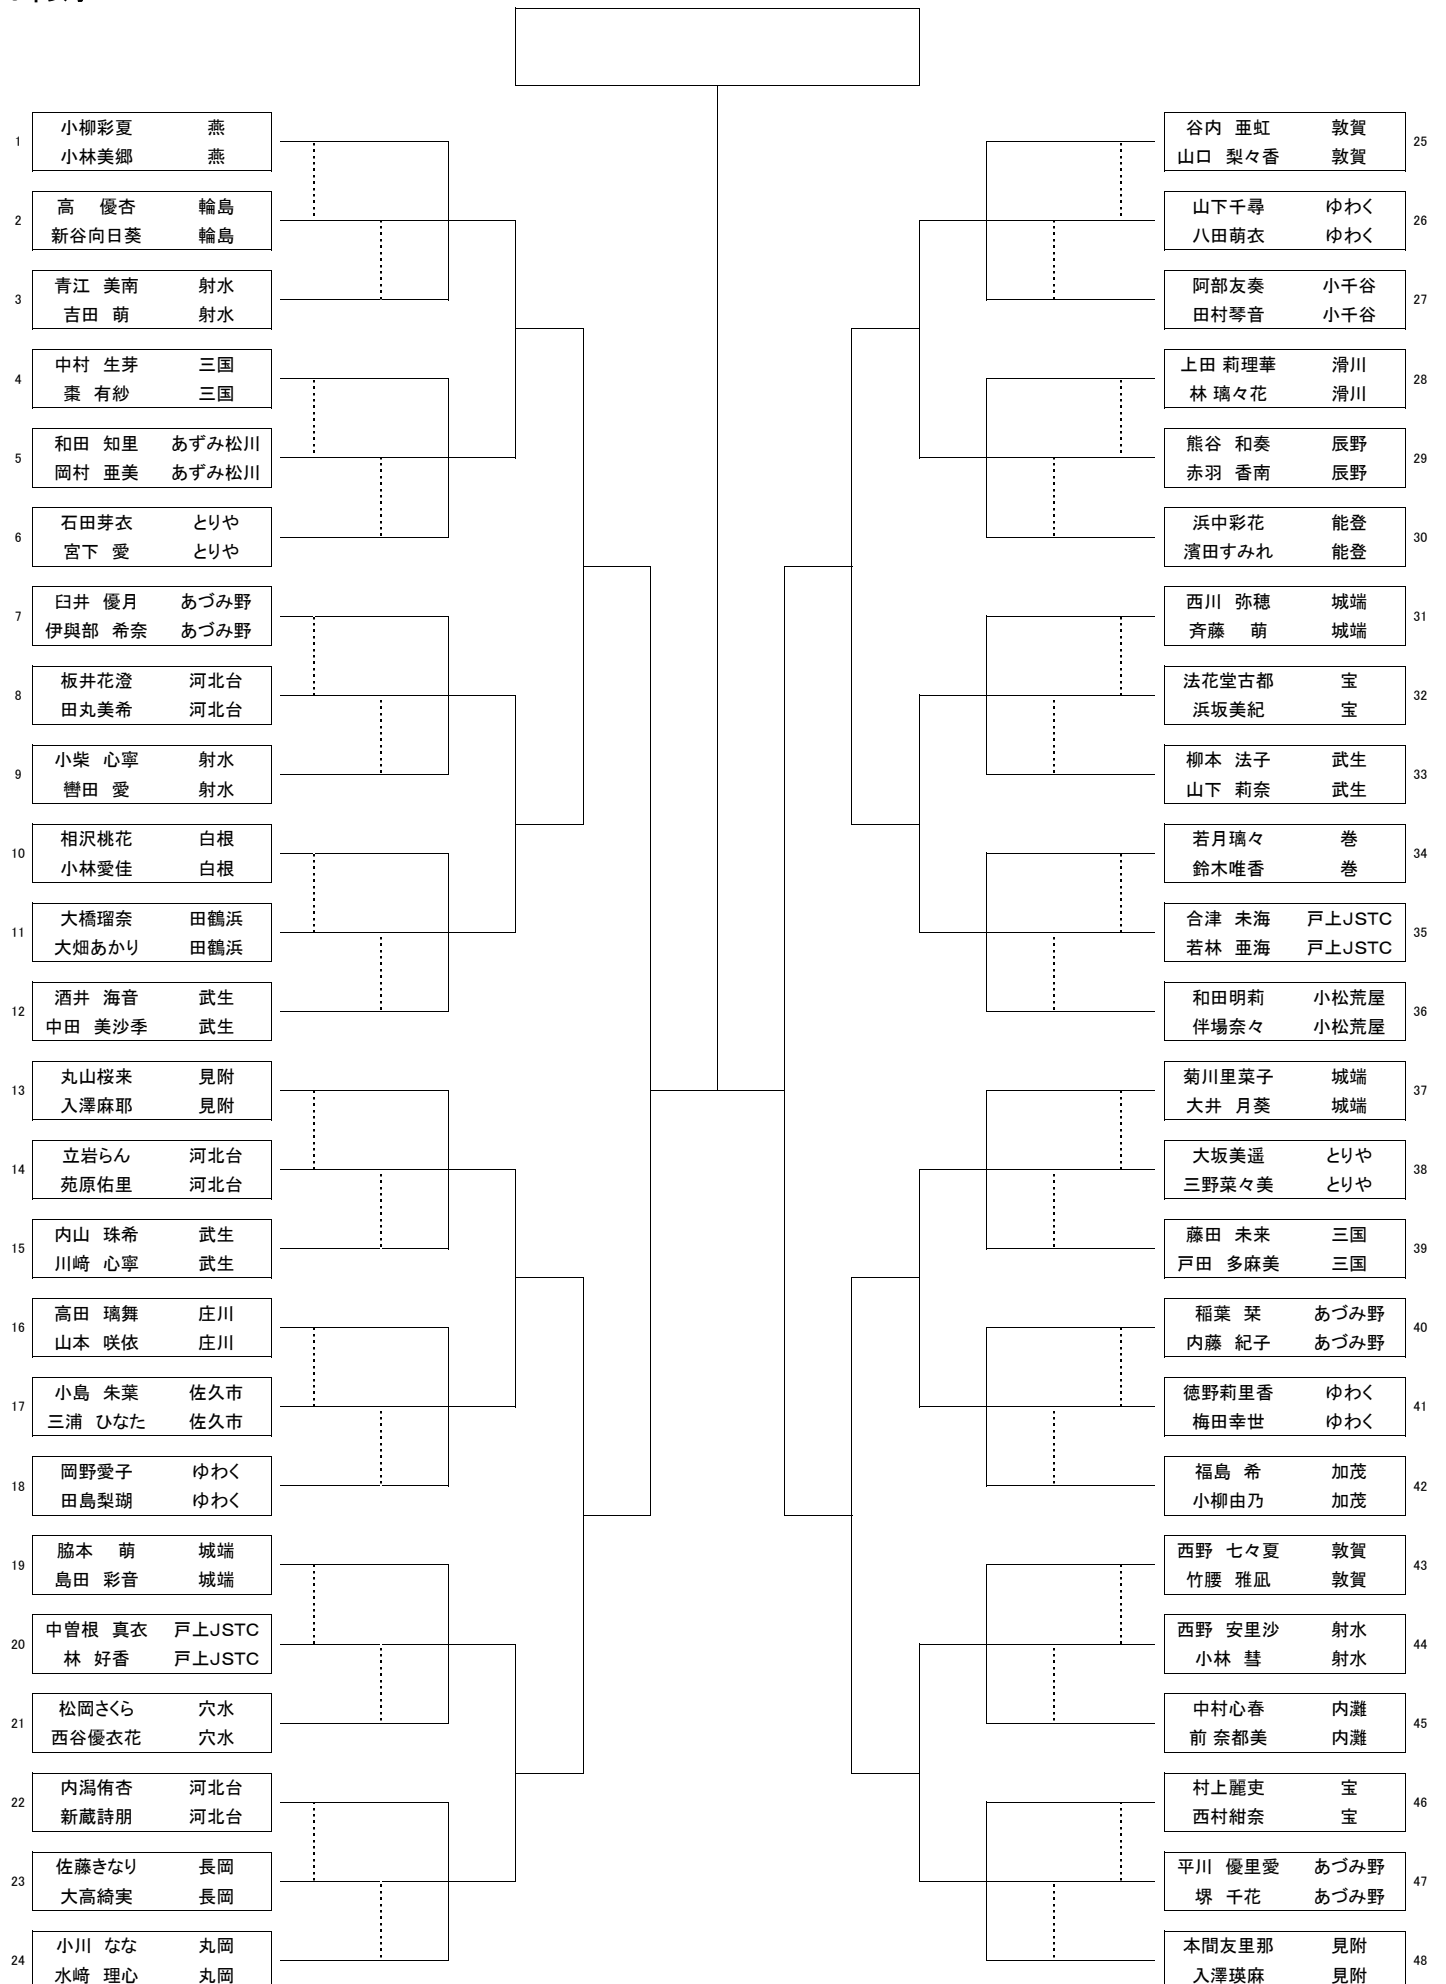 1
小柳彩夏 燕
小林美郷 燕
2
高 優杏 輪島
新谷向日葵 輪島
3
青江 美南 射水
吉田 萌 射水
4
中村 生芽 三国
棗 有紗 三国
5
和田 知里 あずみ松川
岡村 亜美 あずみ松川
6
石田芽衣 とりや
宮下 愛 とりや
7
臼井 優月 あづみ野
伊與部 希奈 あづみ野
8
板井花澄 河北台
田丸美希 河北台
9
小柴 心寧 射水
轡田 愛 射水
10
相沢桃花 白根
小林愛佳 白根
11
大橋瑠奈 田鶴浜
大畑あかり 田鶴浜
12
酒井 海音 武生
中田 美沙季 武生
13
丸山桜来 見附
入澤麻耶 見附
14
立岩らん 河北台
苑原佑里 河北台
15
内山 珠希 武生
川﨑 心寧 武生
16
高田 璃舞 庄川
山本 咲依 庄川
17
小島 朱葉 佐久市
三浦 ひなた 佐久市
18
岡野愛子 ゆわく
田島梨瑚 ゆわく
19
脇本 萌 城端
島田 彩音 城端
20
中曽根 真衣 戸上JSTC
林 好香 戸上JSTC
21
松岡さくら 穴水
西谷優衣花 穴水
22
内潟侑杏 河北台
新蔵詩朋 河北台
23
佐藤きなり 長岡
大高綺実 長岡
24
小川 なな 丸岡
水﨑 理心 丸岡
谷内 亜虹 敦賀
山口 梨々香 敦賀
25
山下千尋 ゆわく
八田萌衣 ゆわく
26
阿部友奏 小千谷
田村琴音 小千谷
27
上田 莉理華 滑川
林 璃々花 滑川
28
熊谷 和奏 辰野
赤羽 香南 辰野
29
浜中彩花 能登
濱田すみれ 能登
30
西川 弥穂 城端
斉藤 萌 城端
31
法花堂古都 宝
浜坂美紀 宝
32
柳本 法子 武生
山下 莉奈 武生
33
若月璃々 巻
鈴木唯香 巻
34
合津 未海 戸上JSTC
若林 亜海 戸上JSTC
35
和田明莉 小松荒屋
伴場奈々 小松荒屋
36
菊川里菜子 城端
大井 月葵 城端
37
大坂美遥 とりや
三野菜々美 とりや
38
藤田 未来 三国
戸田 多麻美 三国
39
稲葉 栞 あづみ野
内藤 紀子 あづみ野
40
徳野莉里香 ゆわく
梅田幸世 ゆわく
41
福島 希 加茂
小柳由乃 加茂
42
西野 七々夏 敦賀
竹腰 雅凪 敦賀
43
西野 安里沙 射水
小林 彗 射水
44
中村心春 内灘
前 奈都美 内灘
45
村上麗吏 宝
西村紺奈 宝
46
平川 優里愛 あづみ野
堺 千花 あづみ野
47
本間友里那 見附
入澤瑛麻 見附
48